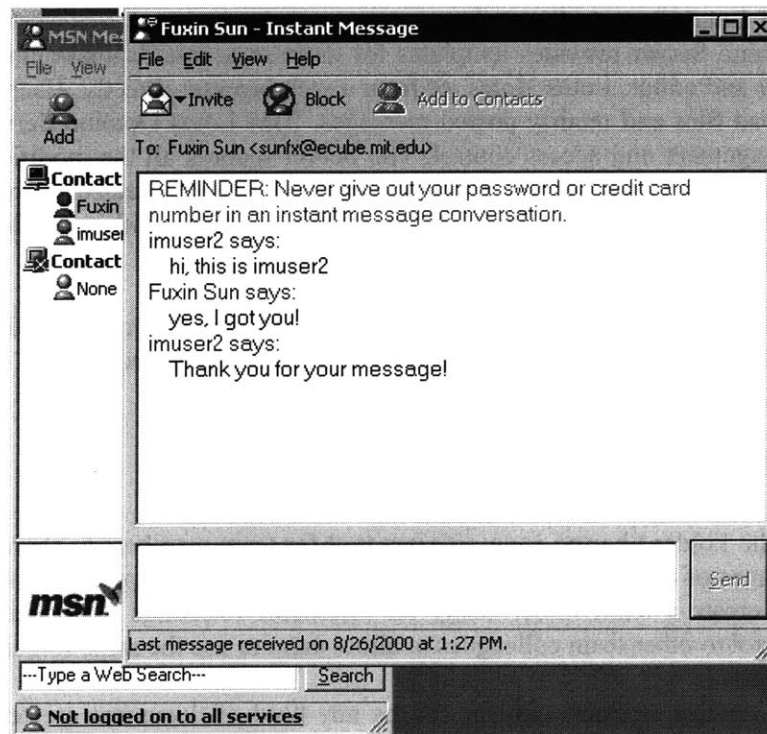 MSN Mes
File View
Add
Contact
Fuxin
imuser
Contact
None
msn
---Type a Web Search---
Search
Not logged on to all services
Fuxin Sun - Instant Message
File Edit View Help
Invite Block Add to Contacts
To: Fuxin Sun <sunfx@ecube.mit.edu>
REMINDER: Never give out your password or credit card
number in an instant message conversation.
imuser2 says:
hi, this is imuser2
Fuxin Sun says:
yes, I got you!
imuser2 says:
Thank you for your message!
Send
Last message received on 8/26/2000 at 1:27 PM.